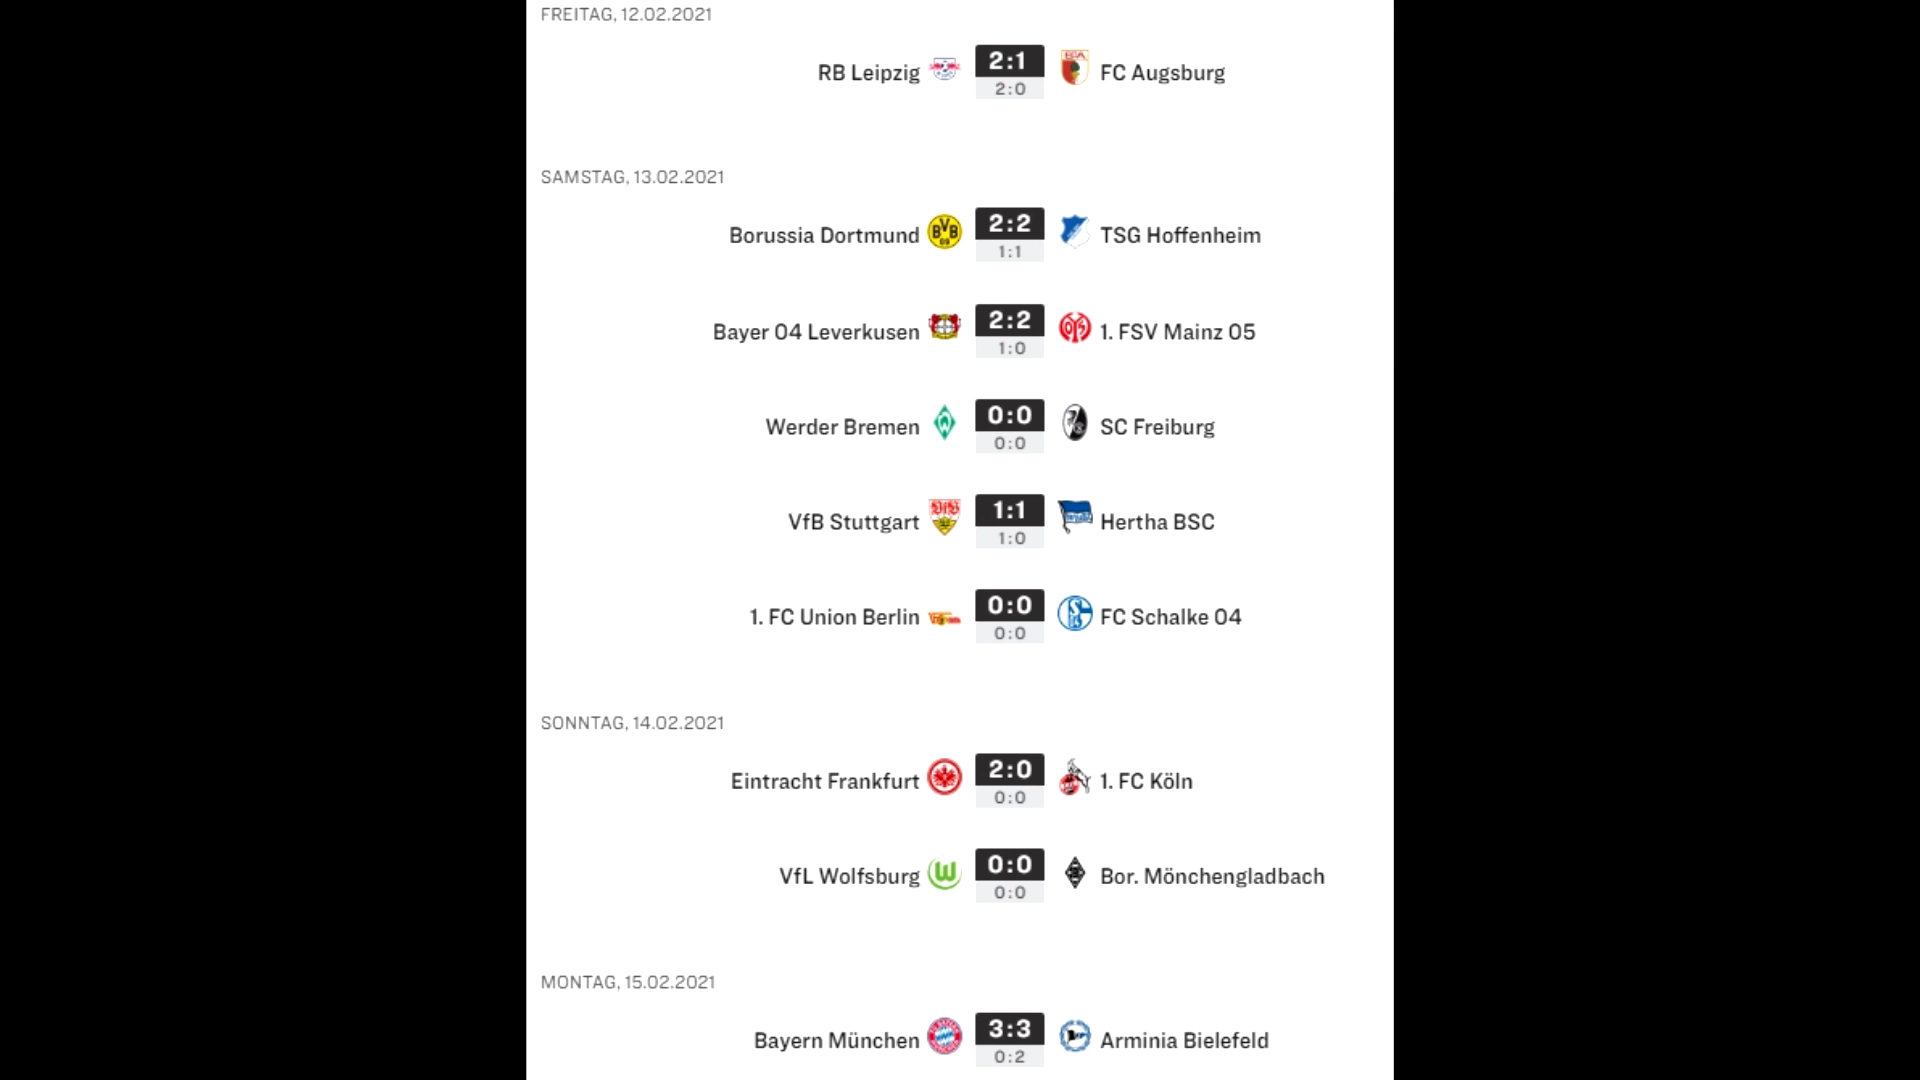 FREITAG, 12.02.2021
RB Leipzig 2:1 FC Augsburg
2:0
SAMSTAG, 13.02.2021
Borussia Dortmund 2:2 TSG Hoffenheim
1:1
Bayer 04 Leverkusen 2:2 1. FSV Mainz 05
1:0
Werder Bremen 0:0 SC Freiburg
0:0
VfB Stuttgart 1:1 Hertha BSC
1:0
1. FC Union Berlin 0:0 FC Schalke 04
0:0
SONNTAG, 14.02.2021
Eintracht Frankfurt 2:0 1. FC Köln
0:0
VfL Wolfsburg 0:0 Bor. Mönchengladbach
0:0
MONTAG, 15.02.2021
Bayern München 3:3 Arminia Bielefeld
0:2